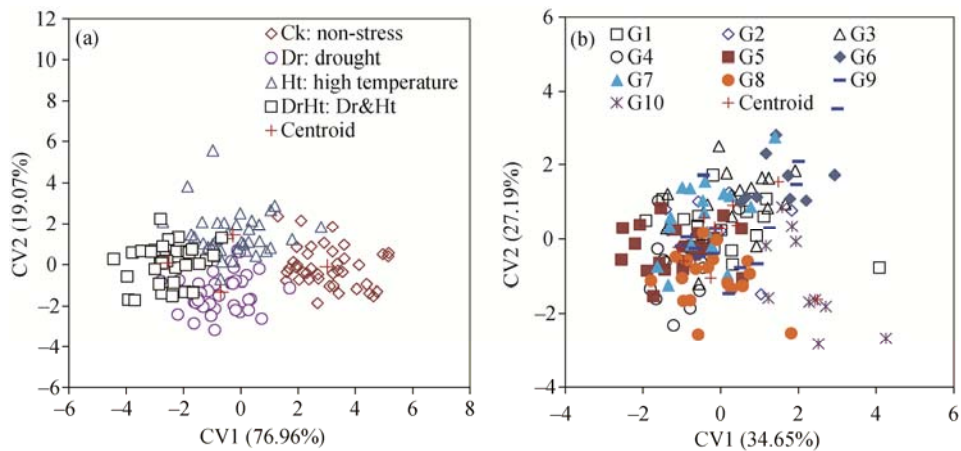 (a)
Ck: non-stress
Dr: drought
Ht: high temperature
DrHt: Dr&Ht
Centroid
12
10
8
6
4
2
0
−2
−4
−6
CV2 (19.07%)
−6 −4 −2 0 2 4 6 8
CV1 (76.96%)
(b)
G1 G2 G3
G4 G5 G6
G7 G8 G9
G10 Centroid
6
4
2
0
−2
−4
CV2 (27.19%)
−4 −2 0 2 4 6
CV1 (34.65%)